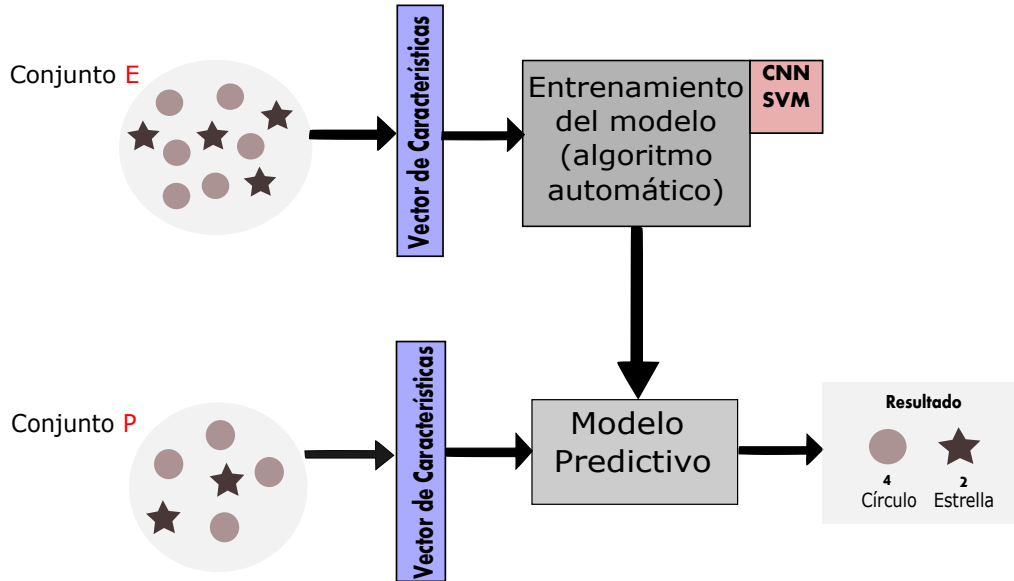 Conjunto E
Vector de Características
Entrenamiento
del modelo
(algoritmo
automático)
CNN
SVM
Conjunto P
Vector de Características
Modelo
Predictivo
Resultado
4
Círculo
2
Estrella